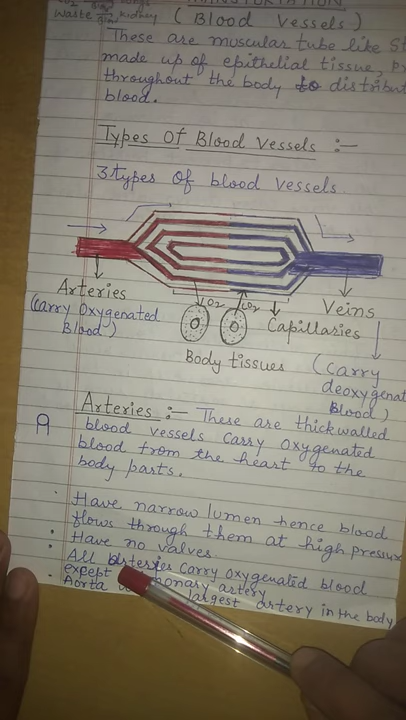 waste kidney (Blood Vessels)
These are muscular tube like
made up of epithelial tissue,
throughout the body to distribut
blood.
Types Of Blood Vessels :-
3 types of blood vessels
Arteries
(carry oxygenated
Blood)
O2
CO2
Capillaries
Body tissues
Veins
(carry
deoxygenat
Blood)
A
Arteries :- These are thick walled
blood vessels carry oxygenated
blood from the heart to the
body parts.
· Have narrow lumen hence blood
flows through them at high pressure
· Have no valves.
· All arteries carry oxygenated blood
except artery
· Aorta largest artery in the body